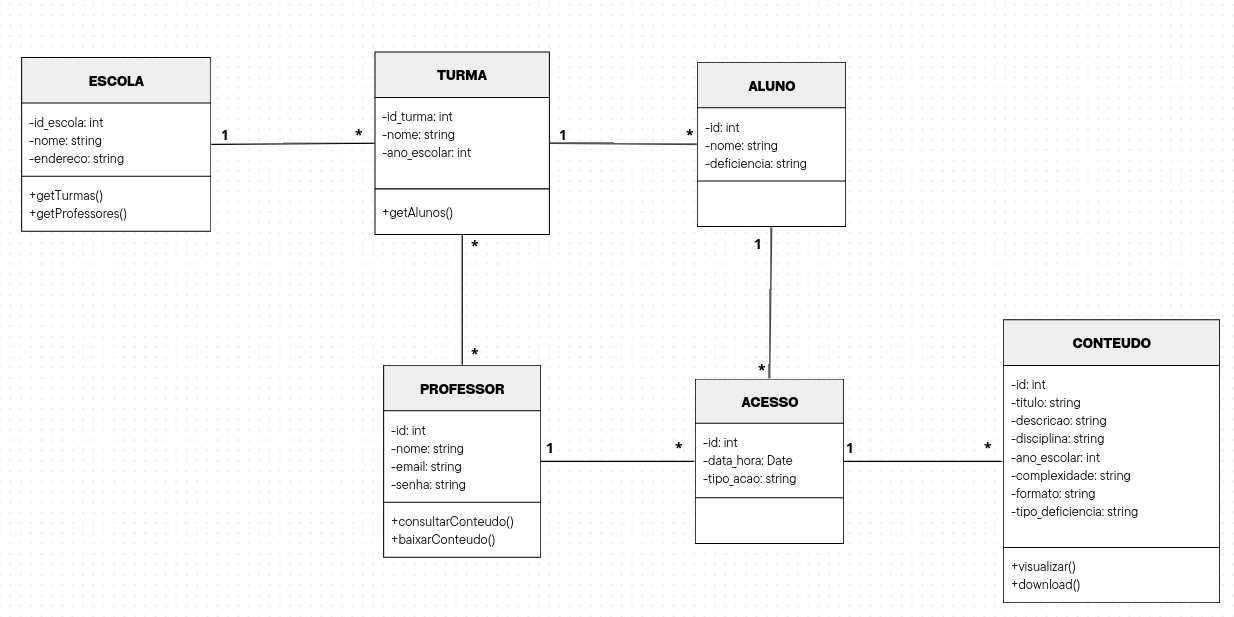 ESCOLA
-id_escola: int
-nome: string
-endereco: string
+getTurmas()
+getProfessores()
1
*
TURMA
-id_turma: int
-nome: string
-ano_escolar: int
+getAlunos()
1
*
ALUNO
-id: int
-nome: string
-deficiencia: string
*
*
1
*
PROFESSOR
-id: int
-nome: string
-email: string
-senha: string
+consultarConteudo()
+baixarConteudo()
1
*
ACESSO
-id: int
-data_hora: Date
-tipo_acao: string
1
*
CONTEUDO
-id: int
-titulo: string
-descricao: string
-disciplina: string
-ano_escolar: int
-complexidade: string
-formato: string
-tipo_deficiencia: string
+visualizar()
+download()